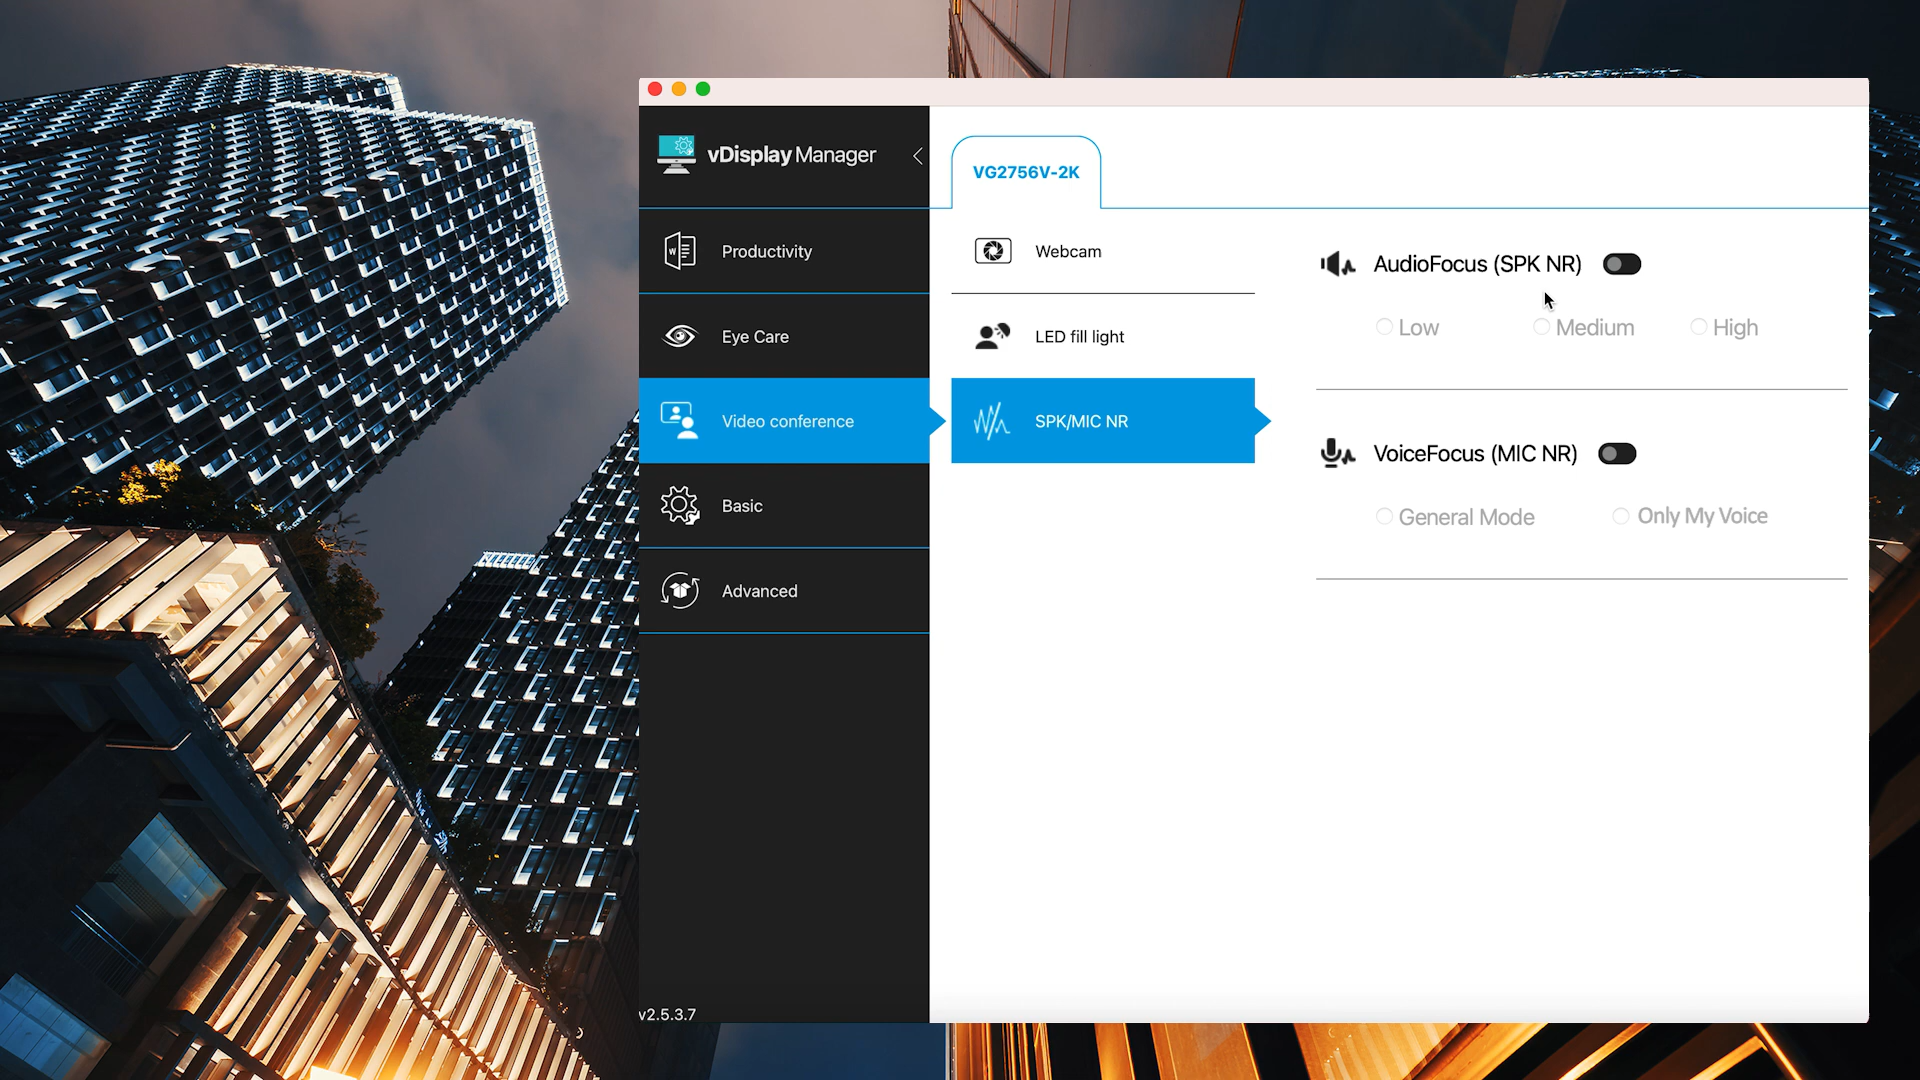 vDisplay Manager
VG2756V-2K
Productivity
Eye Care
Video conference
Basic
Advanced
v2.5.3.7
Webcam
LED fill light
SPK/MIC NR
AudioFocus (SPK NR)
Low
Medium
High
VoiceFocus (MIC NR)
General Mode
Only My Voice